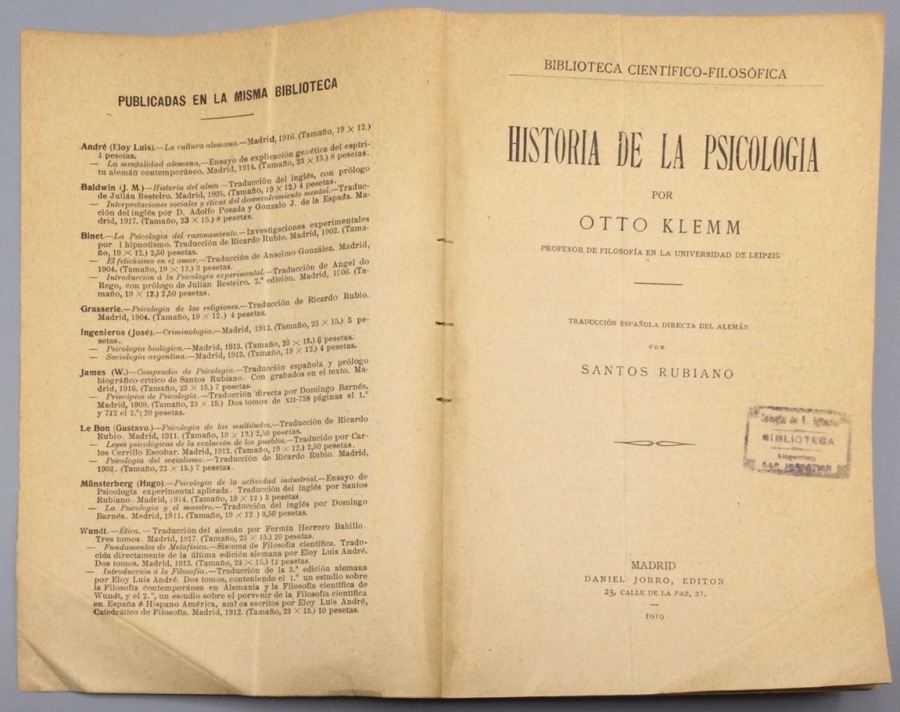 PUBLICADAS EN LA MISMA BIBLIOTECA
André (Eloy Luis).—La cultura alemana.—Madrid, 1916. (Tamaño, 19 × 12.)
4 pesetas.
— La mentalidad alemana.—Ensayo de explicación genética del espíri-
tu alemán contemporáneo. Madrid, 1914. (Tamaño, 23 × 15.) 8 pesetas.
Baldwin (J. M.)—Historia del alma—Traducción del inglés, con prólogo
de Julián Besteiro. Madrid, 1905. (Tamaño, 19 × 12.) 4 pesetas.
— Interpretaciones sociales y éticas del desenvolvimiento mental.—Traduc-
ción del inglés por D. Adolfo Posada y Gonzalo J. de la Espada. Ma-
drid, 1917. (Tamaño, 23 × 15.) 8 pesetas.
Binet.—La Psicología del razonamiento.—Investigaciones experimentales
por i hipnotismo. Traducción de Ricardo Rubio. Madrid, 1902. (Tama-
ño, 19 × 12.) 2,50 pesetas.
— El fetichismo en el amor.—Traducción de Anselmo González. Madrid,
1904. (Tamaño, 19 × 12.) 3 pesetas.
— Introducción á la Psicología experimental.—Traducción de Angel do
Rego, con prólogo de Julián Besteiro. 2.ª edición. Madrid, 1906. (Ta-
maño, 19 × 12.) 2,50 pesetas.
Grasserie.—Psicología de las religiones.—Traducción de Ricardo Rubio.
Madrid, 1904. (Tamaño, 19 × 12.) 4 pesetas.
Ingenieros (José).—Criminología.—Madrid, 1913. (Tamaño, 23 × 15.) 5 pe-
setas.
— Psicología biológica.—Madrid, 1913. (Tamaño, 23 × 15.) 6 pesetas.
— Sociología argentina.—Madrid, 1913. (Tamaño, 19 × 12.) 4 pesetas.
James (W.)—Compendio de Psicología.—Traducción española y prólogo
biográfico-crítico de Santos Rubiano. Con grabados en el texto. Ma-
drid, 1916. (Tamaño, 23 × 15.) 7 pesetas.
— Principios de Psicología.—Traducción directa por Domingo Barnés.
Madrid, 1909. (Tamaño, 23 × 15.) Dos tomos de XII-758 páginas el 1.º
y 712 el 2.º; 20 pesetas.
Le Bon (Gustavo).—Psicología de las multitudes.—Traducción de Ricardo
Rubio. Madrid, 1911. (Tamaño, 19 × 12.) 2,50 pesetas.
— Leyes psicológicas de la evolución de los pueblos.—Traducido por Car-
los Cerrillo Escobar. Madrid, 1912. (Tamaño, 19 × 12.) 2,50 pesetas.
— Psicología del socialismo.—Traducción de Ricardo Rubio. Madrid,
1903. (Tamaño, 23 × 15.) 7 pesetas.
Münsterberg (Hugo).—Psicología de la actividad industrial.—Ensayo de
Psicología experimental aplicada. Traducción del inglés por Santos
Rubiano. Madrid, 1914. (Tamaño, 19 × 12 ) 3 pesetas.
— La Psicología y el maestro.—Traducción del inglés por Domingo
Barnés. Madrid, 1911. (Tamaño, 19 × 12 ) 3,50 pesetas.
Wundt.—Ética. — Traducción del alemán por Fermín Herrero Bahillo.
Tres tomos. Madrid, 1917. (Tamaño, 23 × 15.) 20 pesetas.
— Fundamentos de Metafísica.—Sistema de Filosofía científica. Tradu-
cida directamente de la última edición alemana por Eloy Luis André.
Dos tomos. Madrid, 1913. (Tamaño, 23 × 15.) 12 pesetas.
— Introducción á la Filosofía.—Traducción de la 5.ª edición alemana
por Eloy Luis André. Dos tomos, conteniendo el 1.º un estudio sobre
la Filosofía contemporánea en Alemania y la Filosofía científica de
Wundt, y el 2.º, un estudio sobre el porvenir de la Filosofía científica
en España é Hispano América, ambos escritos por Eloy Luis André,
Catedrático de Filosofía. Madrid, 1912. (Tamaño, 23 × 15.) 10 pesetas.
BIBLIOTECA CIENTÍFICO-FILOSÓFICA
HISTORIA DE LA PSICOLOGIA
POR
OTTO KLEMM
PROFESOR DE FILOSOFÍA EN LA UNIVERSIDAD DE LEIPZIG
TRADUCCIÓN ESPAÑOLA DIRECTA DEL ALEMÁN
POR
SANTOS RUBIANO
BIBLIOTECA
MADRID
DANIEL JORRO, EDITOR
23, CALLE DE LA PAZ, 23.
1919